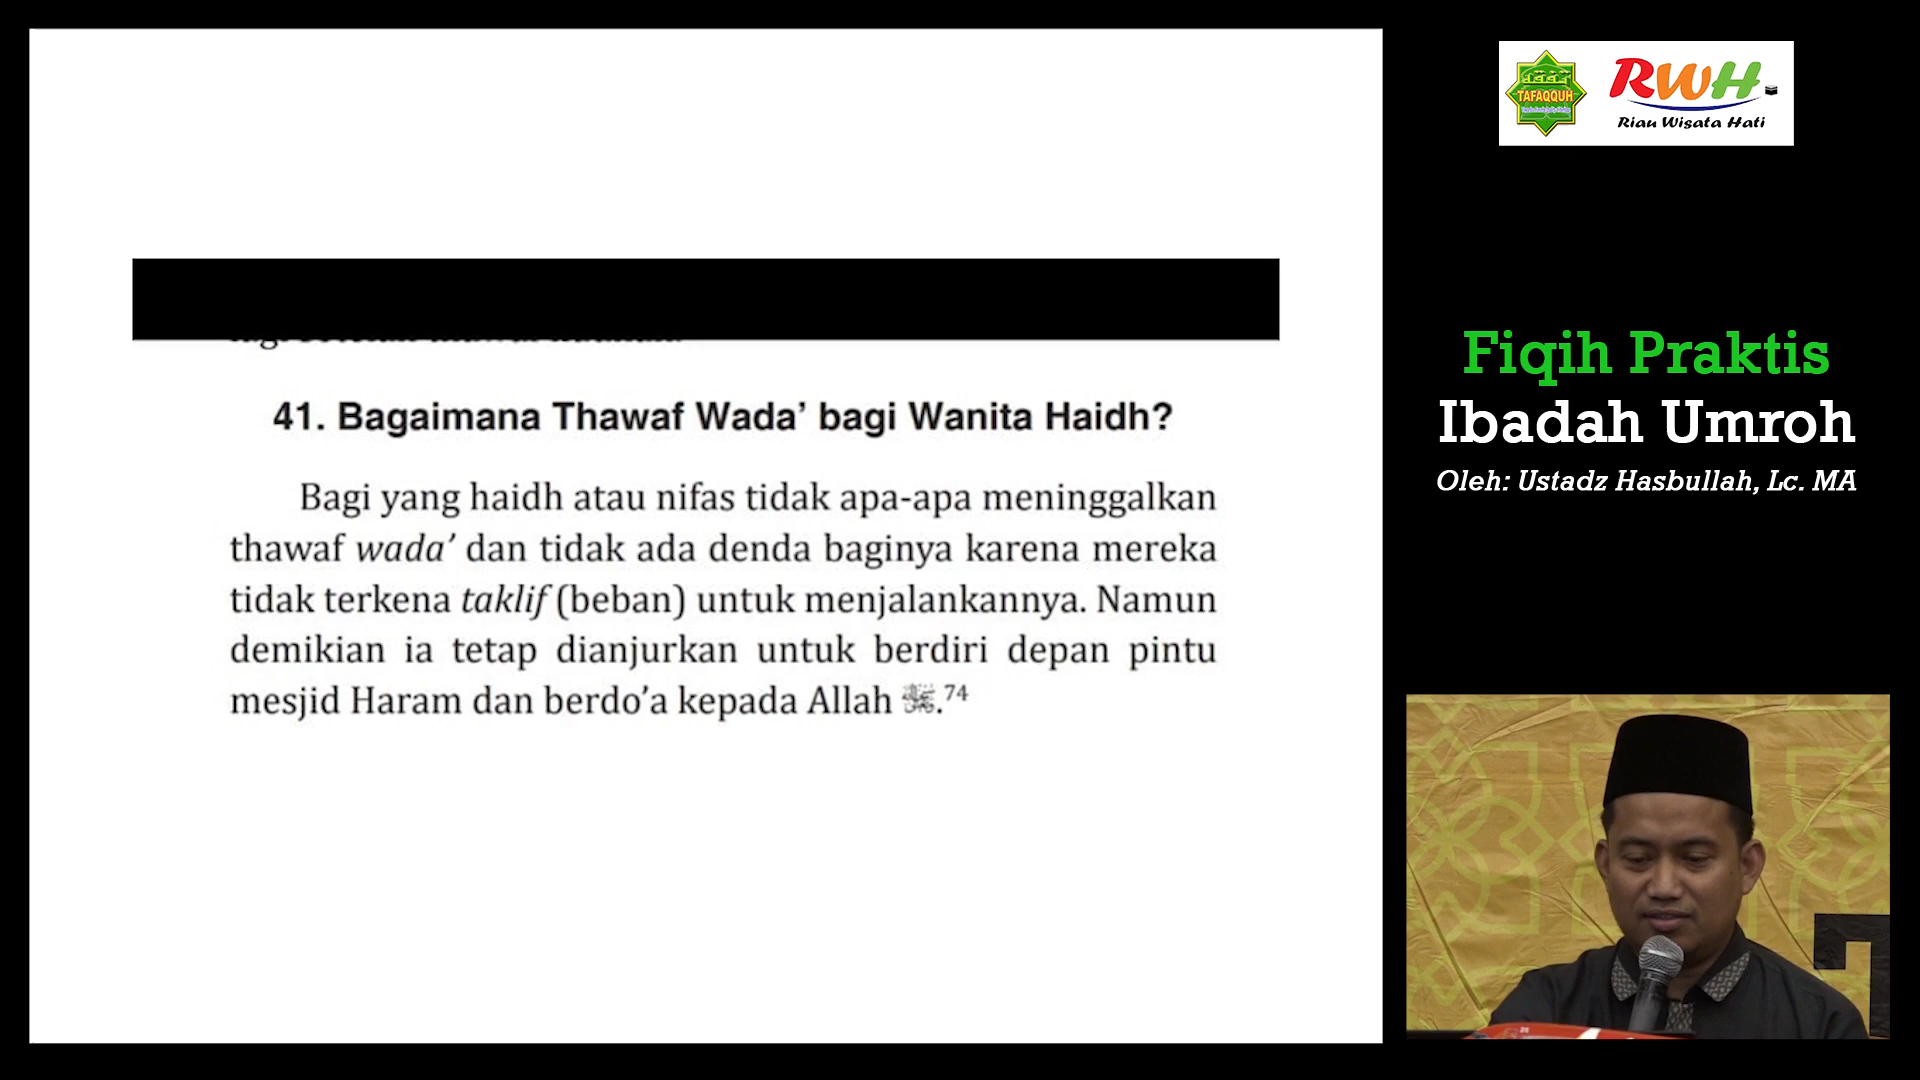 41. Bagaimana Thawaf Wada’ bagi Wanita Haidh?
Bagi yang haidh atau nifas tidak apa-apa meninggalkan
thawaf wada’ dan tidak ada denda baginya karena mereka
tidak terkena taklif (beban) untuk menjalankannya. Namun
demikian ia tetap dianjurkan untuk berdiri depan pintu
mesjid Haram dan berdo’a kepada Allah .74
TAFAQQUH
RWH
Riau Wisata Hati
Fiqih Praktis
Ibadah Umroh
Oleh: Ustadz Hasbullah, Lc. MA